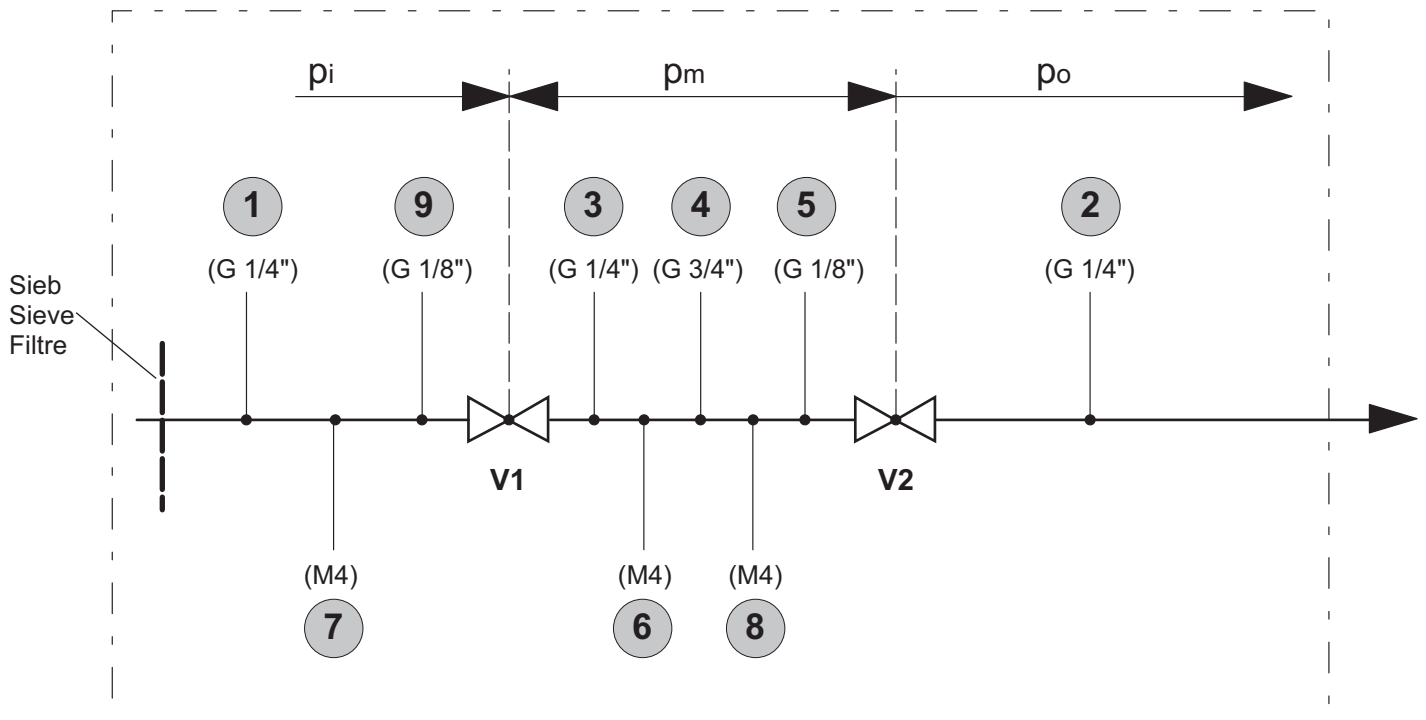 pi pm po
1 9 3 4 5 2
(G 1/4") (G 1/8") (G 1/4") (G 3/4") (G 1/8") (G 1/4")
Sieb
Sieve
Filtre
V1 V2
(M4) (M4) (M4)
7 6 8